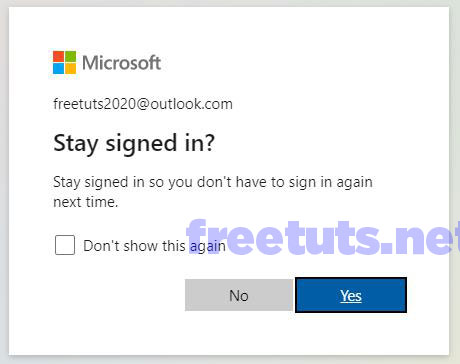 Microsoft
freetuts2020@outlook.com
Stay signed in?
Stay signed in so you don't have to sign in again
next time.
freetuts.net
Don't show this again
No
Yes